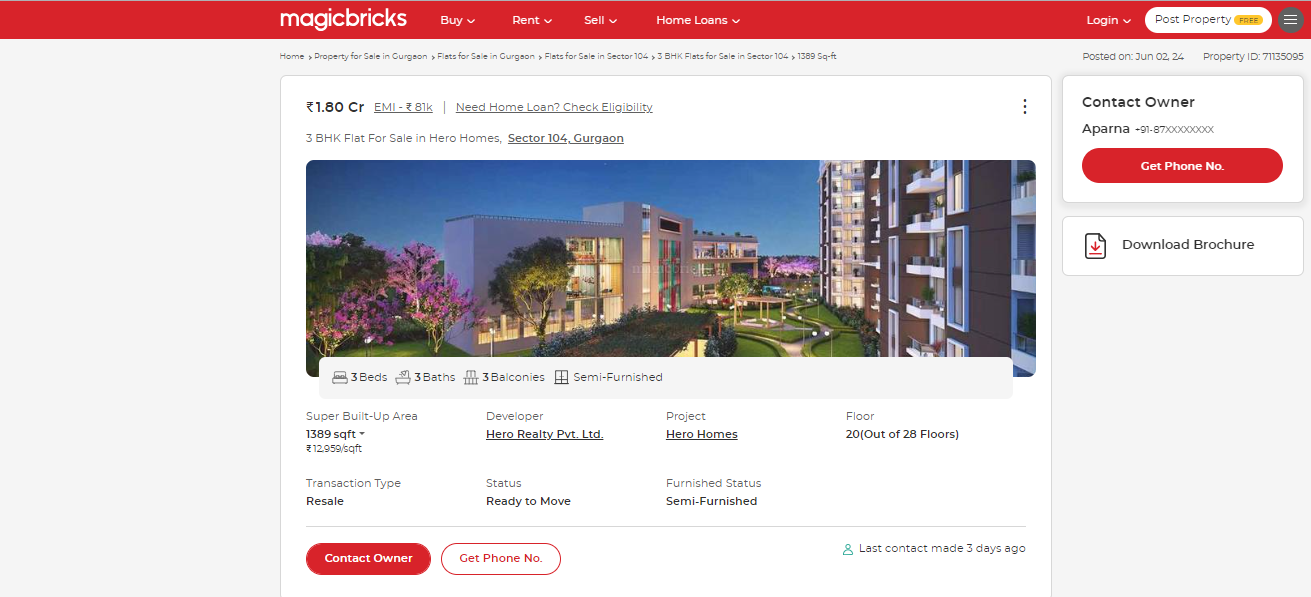 magicbricks Buy Rent Sell Home Loans Login Post Property FREE
Home > Property for Sale in Gurgaon > Flats for Sale in Gurgaon > Flats for Sale in Sector 104 > 3 BHK Flats for Sale in Sector 104 > 1389 Sq-ft Posted on: Jun 02, 24 Property ID: 71135095
₹1.80 Cr EMI - ₹ 81k | Need Home Loan? Check Eligibility
3 BHK Flat For Sale in Hero Homes, Sector 104, Gurgaon
magicbricks
3 Beds 3 Baths 3 Balconies Semi-Furnished
Super Built-Up Area Developer Project Floor
1389 sqft Hero Realty Pvt. Ltd. Hero Homes 20(Out of 28 Floors)
₹12,959/sqft
Transaction Type Status Furnished Status
Resale Ready to Move Semi-Furnished
Contact Owner Get Phone No. Last contact made 3 days ago
Contact Owner
Aparna +91-87XXXXXXXX
Get Phone No.
Download Brochure